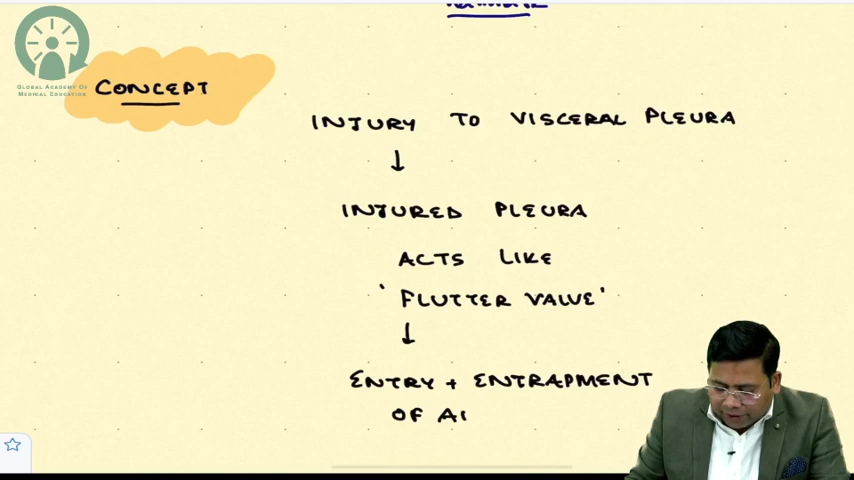 GLOBAL ACADEMY OF
MEDICAL EDUCATION
CONCEPT
INJURY TO VISCERAL PLEURA
↓
INJURED PLEURA
ACTS LIKE
'FLUTTER VALUE'
↓
ENTRY + ENTRAPMENT
OF AI